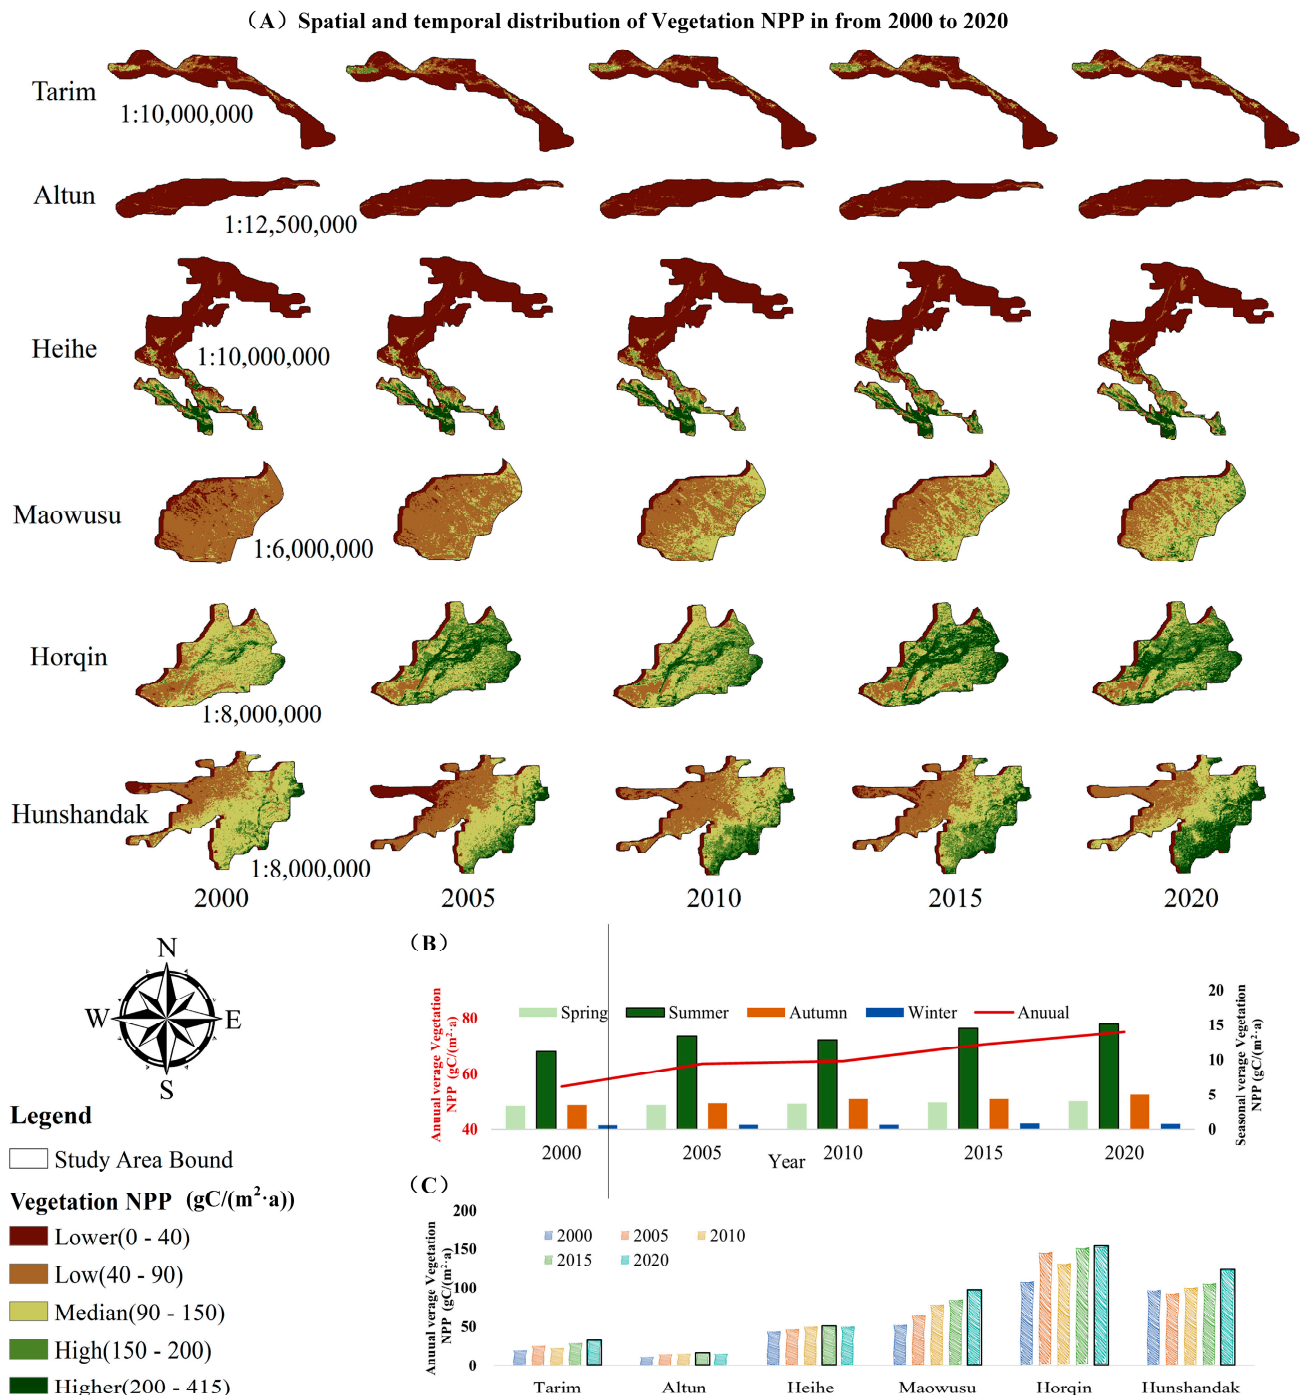 （A）Spatial and temporal distribution of Vegetation NPP in from 2000 to 2020
Tarim
1:10,000,000
Altun
1:12,500,000
Heihe
1:10,000,000
Maowusu
1:6,000,000
Horqin
1:8,000,000
Hunshandak
1:8,000,000
2000 2005 2010 2015 2020
N
W E
S
Legend
Study Area Bound
Vegetation NPP (gC/(m²·a))
Lower(0 - 40)
Low(40 - 90)
Median(90 - 150)
High(150 - 200)
Higher(200 - 415)
（B）
Annual verage Vegetation
NPP (gC/(m²·a)
80
60
40
Spring Summer Autumn Winter Anuual
20
15
10
5
0
Seasonal verage Vegetation
NPP (gC/(m²·a)
2000 2005 2010 2015 2020
Year
（C）
Annual verage Vegetation
NPP (gC/(m²·a)
200
150
100
50
0
2000 2005 2010
2015 2020
Tarim Altun Heihe Maowusu Horqin Hunshandak